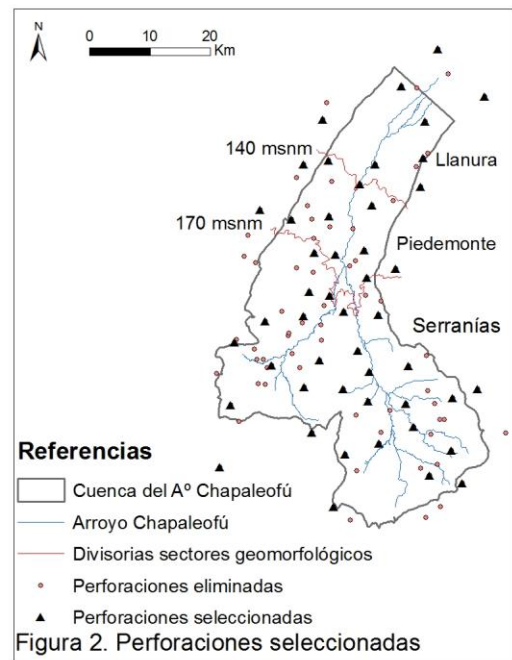 N
0 10 20
Km
140 msnm
Llanura
170 msnm
Piedemonte
Serranías
Referencias
Cuenca del Aº Chapaleofú
Arroyo Chapaleofú
Divisorias sectores geomorfológicos
Perforaciones eliminadas
Perforaciones seleccionadas
Figura 2. Perforaciones seleccionadas